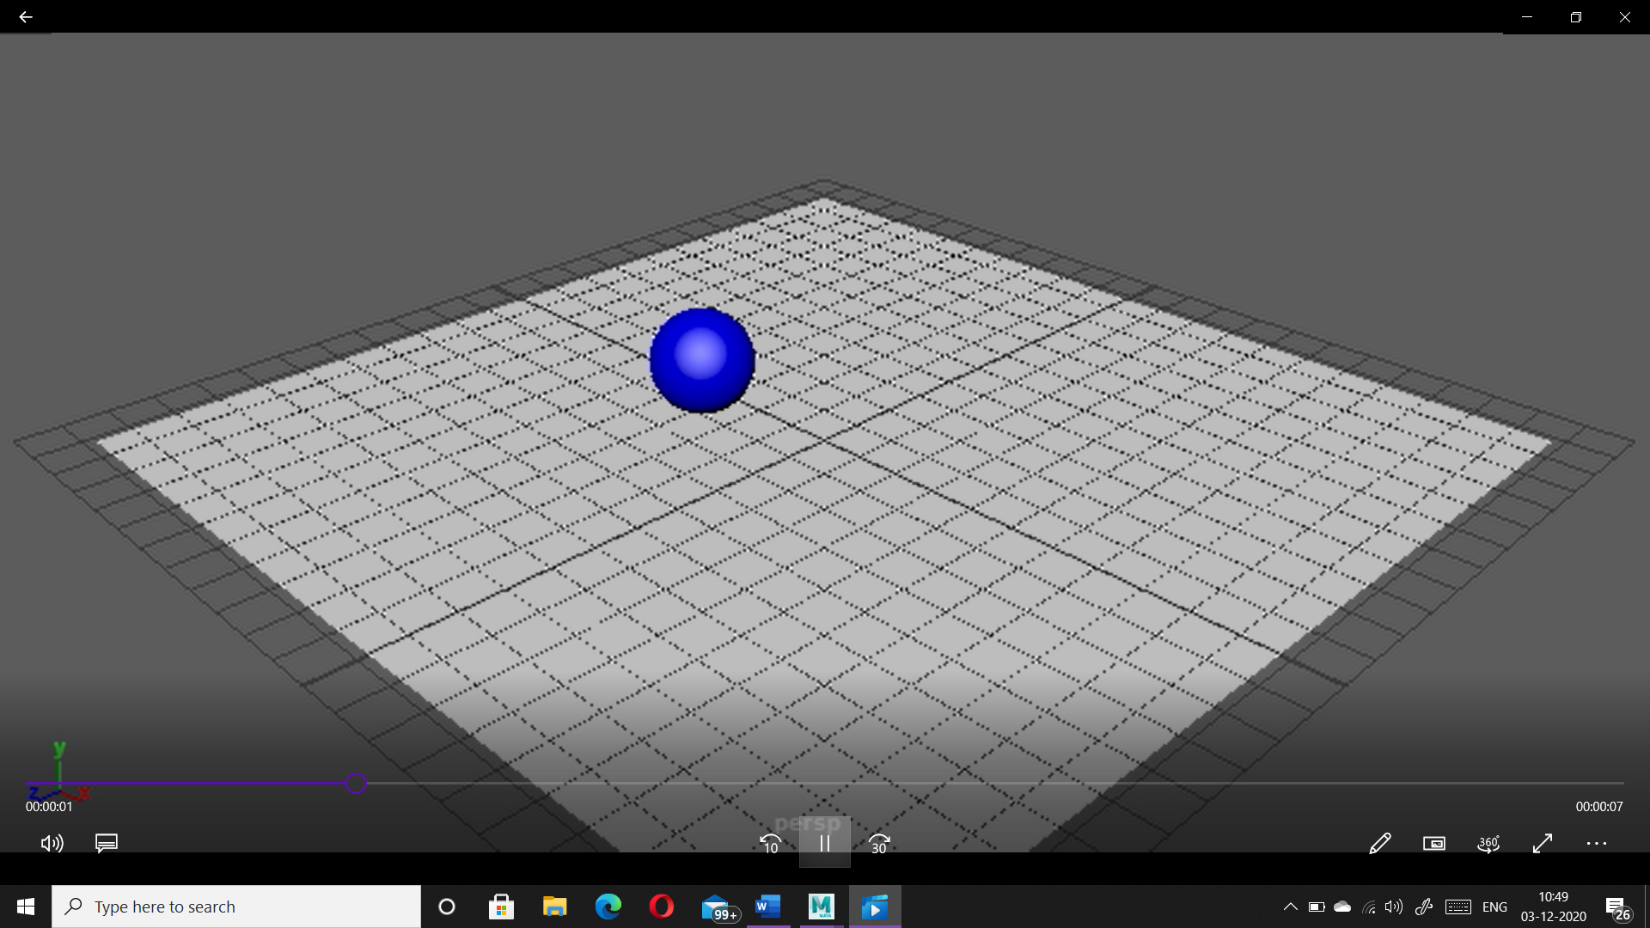 y
z x
00:00:01
00:00:07
persp
10
30
360
Type here to search
99+
W
M
ENG
10:49
03-12-2020
26